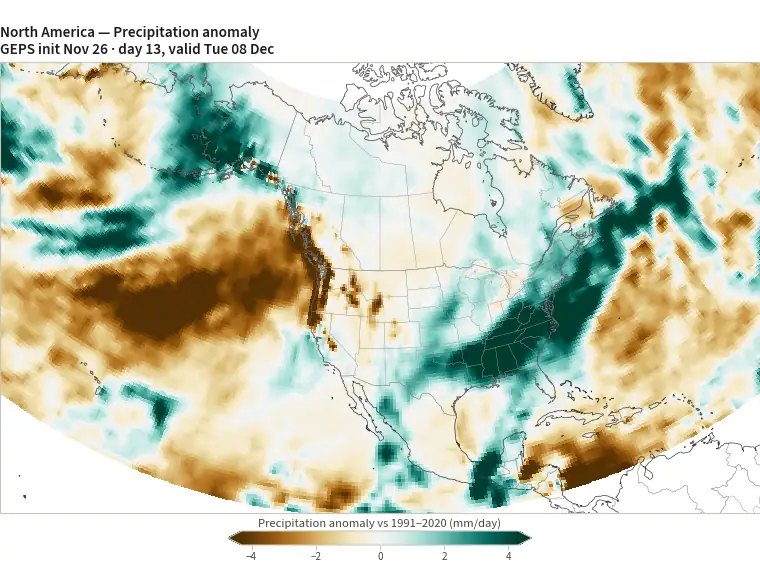 North America — Precipitation anomaly
GEPS init Nov 26 · day 13, valid Tue 08 Dec
Precipitation anomaly vs 1991–2020 (mm/day)
−4 −2 0 2 4